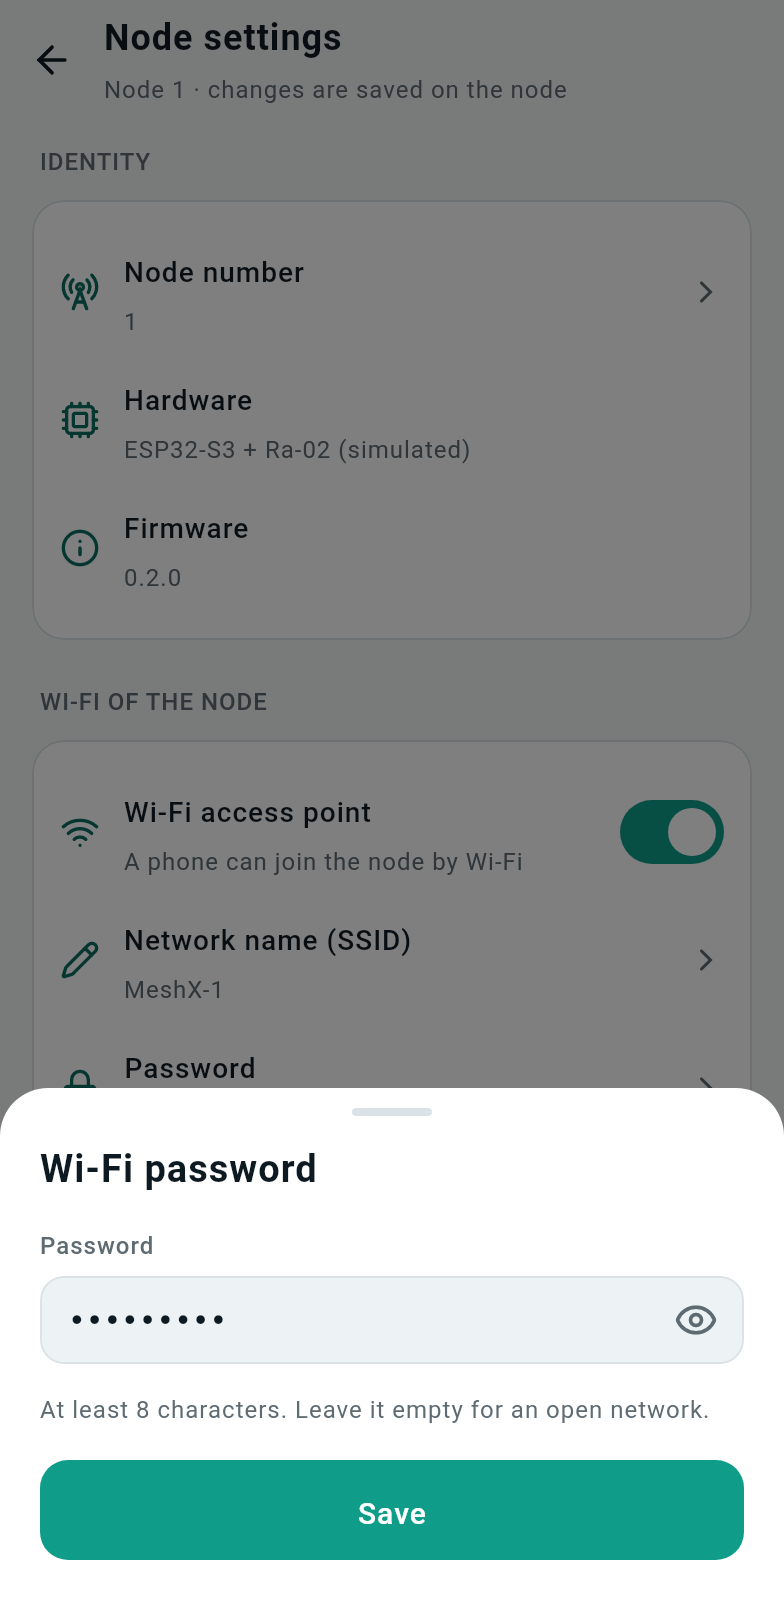 Node settings
Node 1 · changes are saved on the node
IDENTITY
Node number
1
Hardware
ESP32-S3 + Ra-02 (simulated)
Firmware
0.2.0
WI-FI OF THE NODE
Wi-Fi access point
A phone can join the node by Wi-Fi
Network name (SSID)
MeshX-1
Password
Wi-Fi password
Password
•••••••••
At least 8 characters. Leave it empty for an open network.
Save